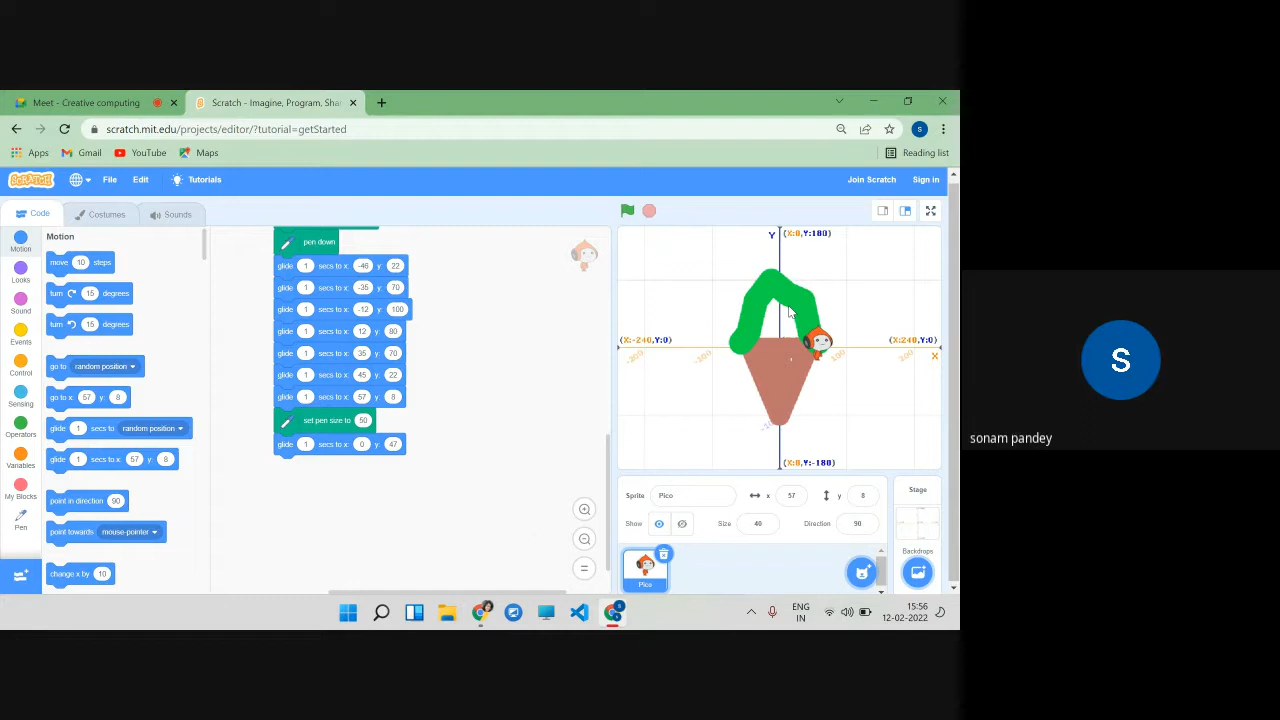 Meet - Creative computing
Scratch - Imagine, Program, Sha
scratch.mit.edu/projects/editor/?tutorial=getStarted
Apps Gmail YouTube Maps Reading list
SCRATCH File Edit Tutorials Join Scratch Sign in
Code Costumes Sounds
Motion
Looks
Sound
Events
Control
Sensing
Operators
Variables
My Blocks
Pen
Motion
move 10 steps
turn 15 degrees
turn 15 degrees
go to random position
go to x: 57 y: 8
glide 1 secs to random position
glide 1 secs to x: 57 y: 8
point in direction 90
point towards mouse-pointer
change x by 10
pen down
glide 1 secs to x: -46 y: 22
glide 1 secs to x: -35 y: 70
glide 1 secs to x: -12 y: 100
glide 1 secs to x: 12 y: 80
glide 1 secs to x: 35 y: 70
glide 1 secs to x: 45 y: 22
glide 1 secs to x: 57 y: 8
set pen size to 50
glide 1 secs to x: 0 y: 47
Y (X:0,Y:180)
(X:-240,Y:0) (X:240,Y:0)
-200 -100 100 X
(X:0,Y:-180)
Sprite Pico x 57 y 8
Show Size 40 Direction 90
Pico
Stage
Backdrops
S
sonam pandey
ENG
IN
15:56
12-02-2022